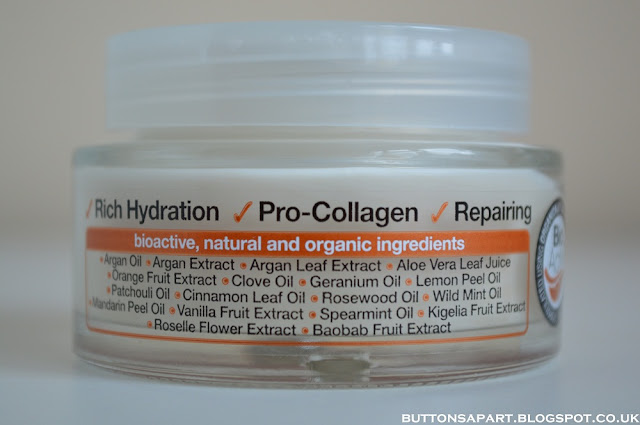 ✓Rich Hydration ✓ Pro-Collagen ✓ Repairing
bioactive, natural and organic ingredients
Argan Oil Argan Extract Argan Leaf Extract Aloe Vera Leaf Juice
Orange Fruit Extract Clove Oil Geranium Oil Lemon Peel Oil
Patchouli Oil Cinnamon Leaf Oil Rosewood Oil Wild Mint Oil
Mandarin Peel Oil Vanilla Fruit Extract Spearmint Oil Kigelia Fruit Extract
Roselle Flower Extract Baobab Fruit Extract
BUTTONSAPART.BLOGSPOT.CO.UK